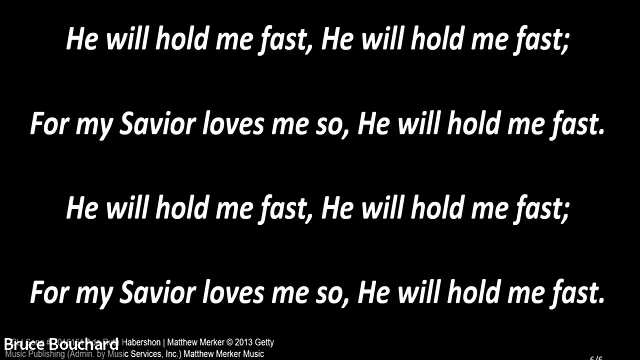 He will hold me fast, He will hold me fast;
For my Savior loves me so, He will hold me fast.
He will hold me fast, He will hold me fast;
For my Savior loves me so, He will hold me fast.
Bruce Bouchard
Habershon | Matthew Merker © 2013 Getty
Music Publishing (Admin. by Music Services, Inc.) Matthew Merker Music
6/6